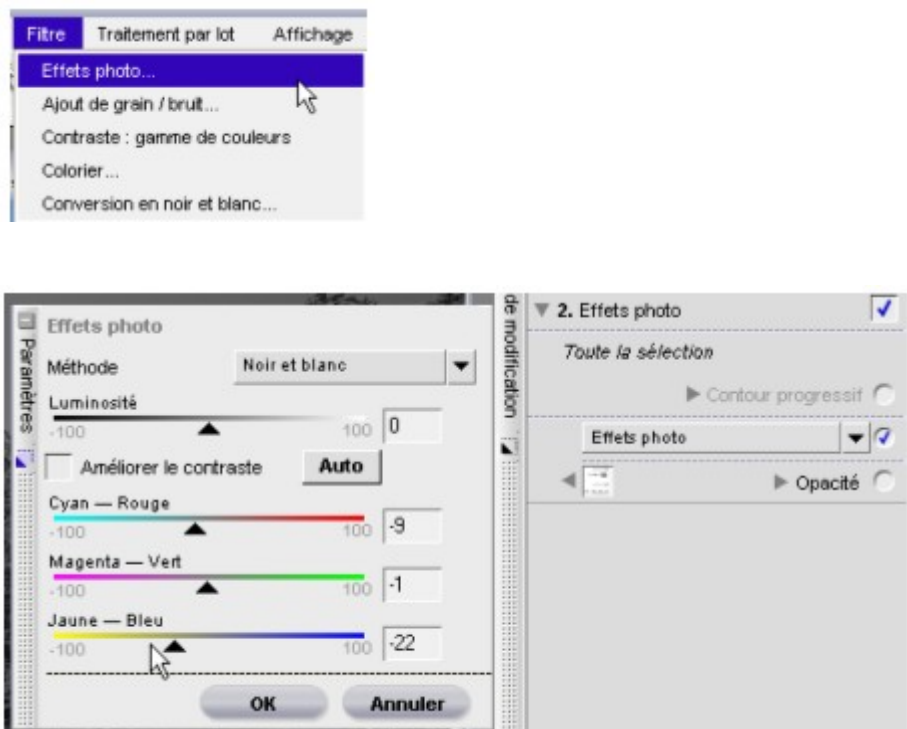 Filtre Traitement par lot Affichage
Effets photo...
Ajout de grain / bruit...
Contraste : gamme de couleurs
Colorier...
Conversion en noir et blanc...
Paramètres
Effets photo
Méthode Noir et blanc
Luminosité
-100 100 0
Améliorer le contraste Auto
Cyan — Rouge
-100 100 -9
Magenta — Vert
-100 100 -1
Jaune — Bleu
-100 100 -22
OK Annuler
de modification
2. Effets photo
Toute la sélection
Contour progressif
Effets photo
Opacité